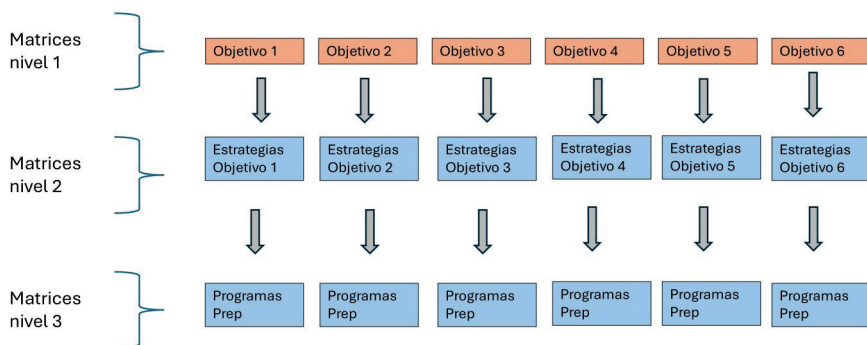 Matrices
nivel 1
Objetivo 1
Objetivo 2
Objetivo 3
Objetivo 4
Objetivo 5
Objetivo 6
Matrices
nivel 2
Estrategias
Objetivo 1
Estrategias
Objetivo 2
Estrategias
Objetivo 3
Estrategias
Objetivo 4
Estrategias
Objetivo 5
Estrategias
Objetivo 6
Matrices
nivel 3
Programas
Prep
Programas
Prep
Programas
Prep
Programas
Prep
Programas
Prep
Programas
Prep